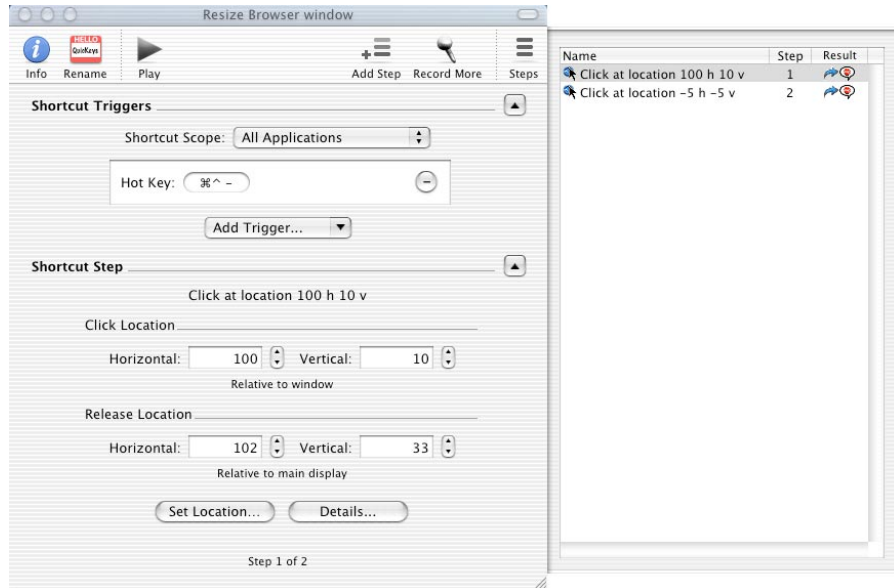 Resize Browser window
HELLO
QuicKeys
Info Rename Play Add Step Record More Steps
Shortcut Triggers
Shortcut Scope: All Applications
Hot Key: ⌘^ -
Add Trigger...
Shortcut Step
Click at location 100 h 10 v
Click Location
Horizontal: 100 Vertical: 10
Relative to window
Release Location
Horizontal: 102 Vertical: 33
Relative to main display
Set Location... Details...
Step 1 of 2
Name Step Result
Click at location 100 h 10 v 1
Click at location -5 h -5 v 2